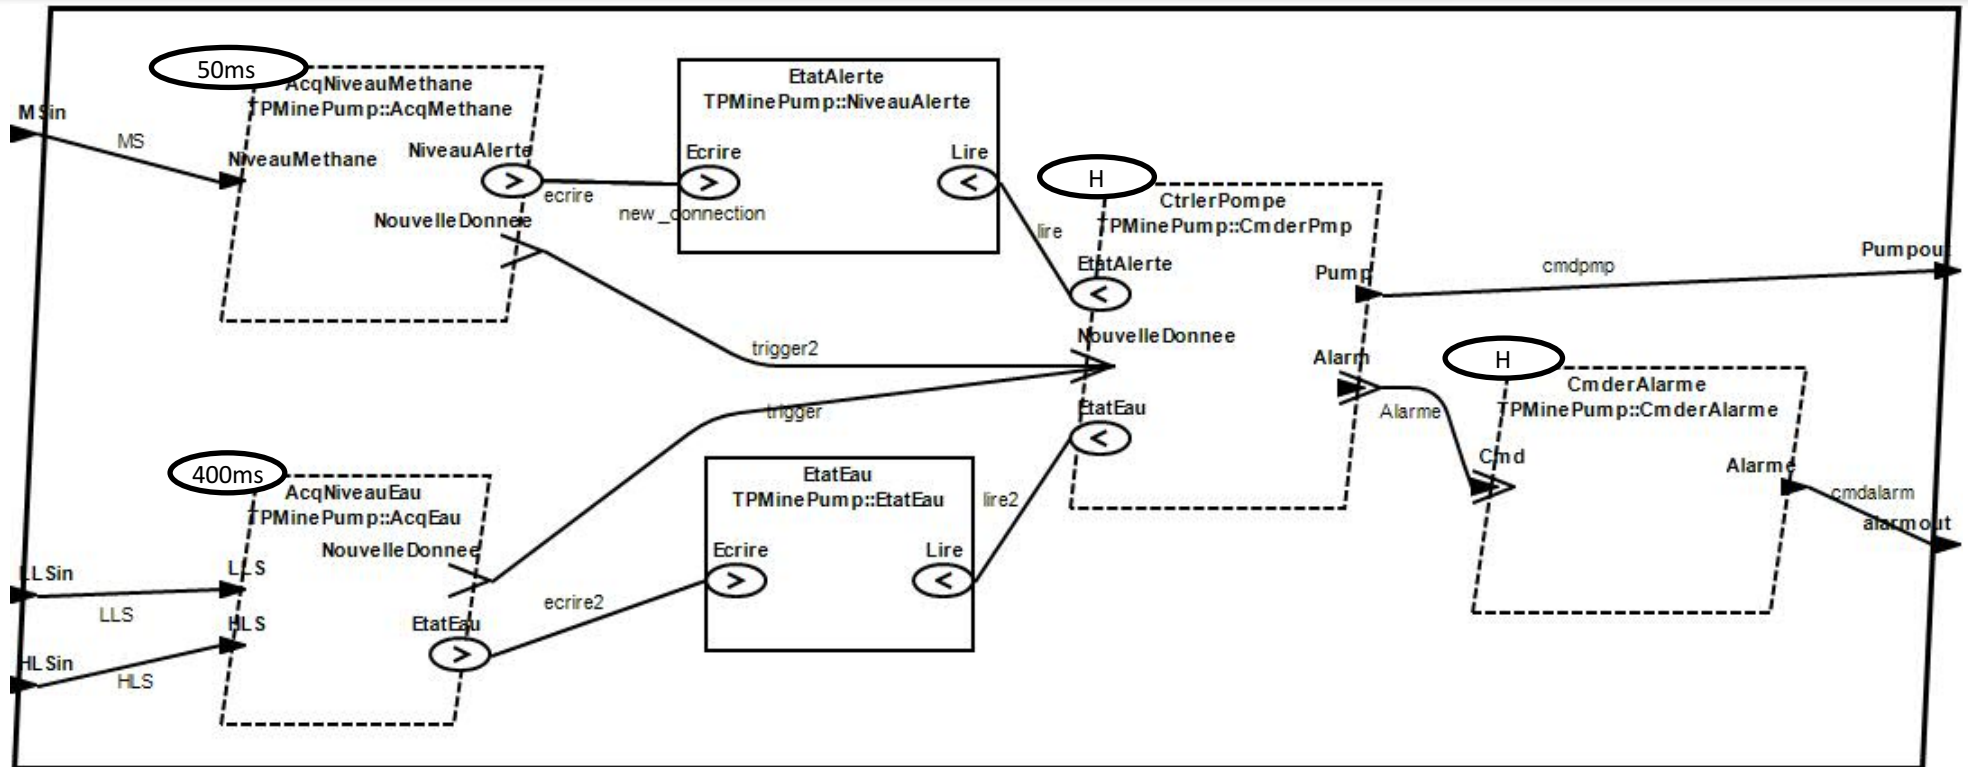 50ms
AcqNiveauMethane
TPMinePump::AcqMethane
MSin
MS
NiveauMethane
NiveauAlerte
ecrire
NouvelleDonnee
EtatAlerte
TPMinePump::NiveauAlerte
Ecrire
Lire
new_connection
lire
H
CtrlerPompe
TPMinePump::CmderPmp
EtatAlerte
Pump
cmdpmp
Pumpout
NouvelleDonnee
trigger2
trigger
Alarm
Alarme
EtatEau
H
CmderAlarme
TPMinePump::CmderAlarme
Cmd
Alarme
cmdalarm
alarmout
400ms
AcqNiveauEau
TPMinePump::AcqEau
NouvelleDonnee
LLSin
LLS
LLS
HLS
EtatEau
HLSin
HLS
ecrire2
EtatEau
TPMinePump::EtatEau
Ecrire
Lire
lire2